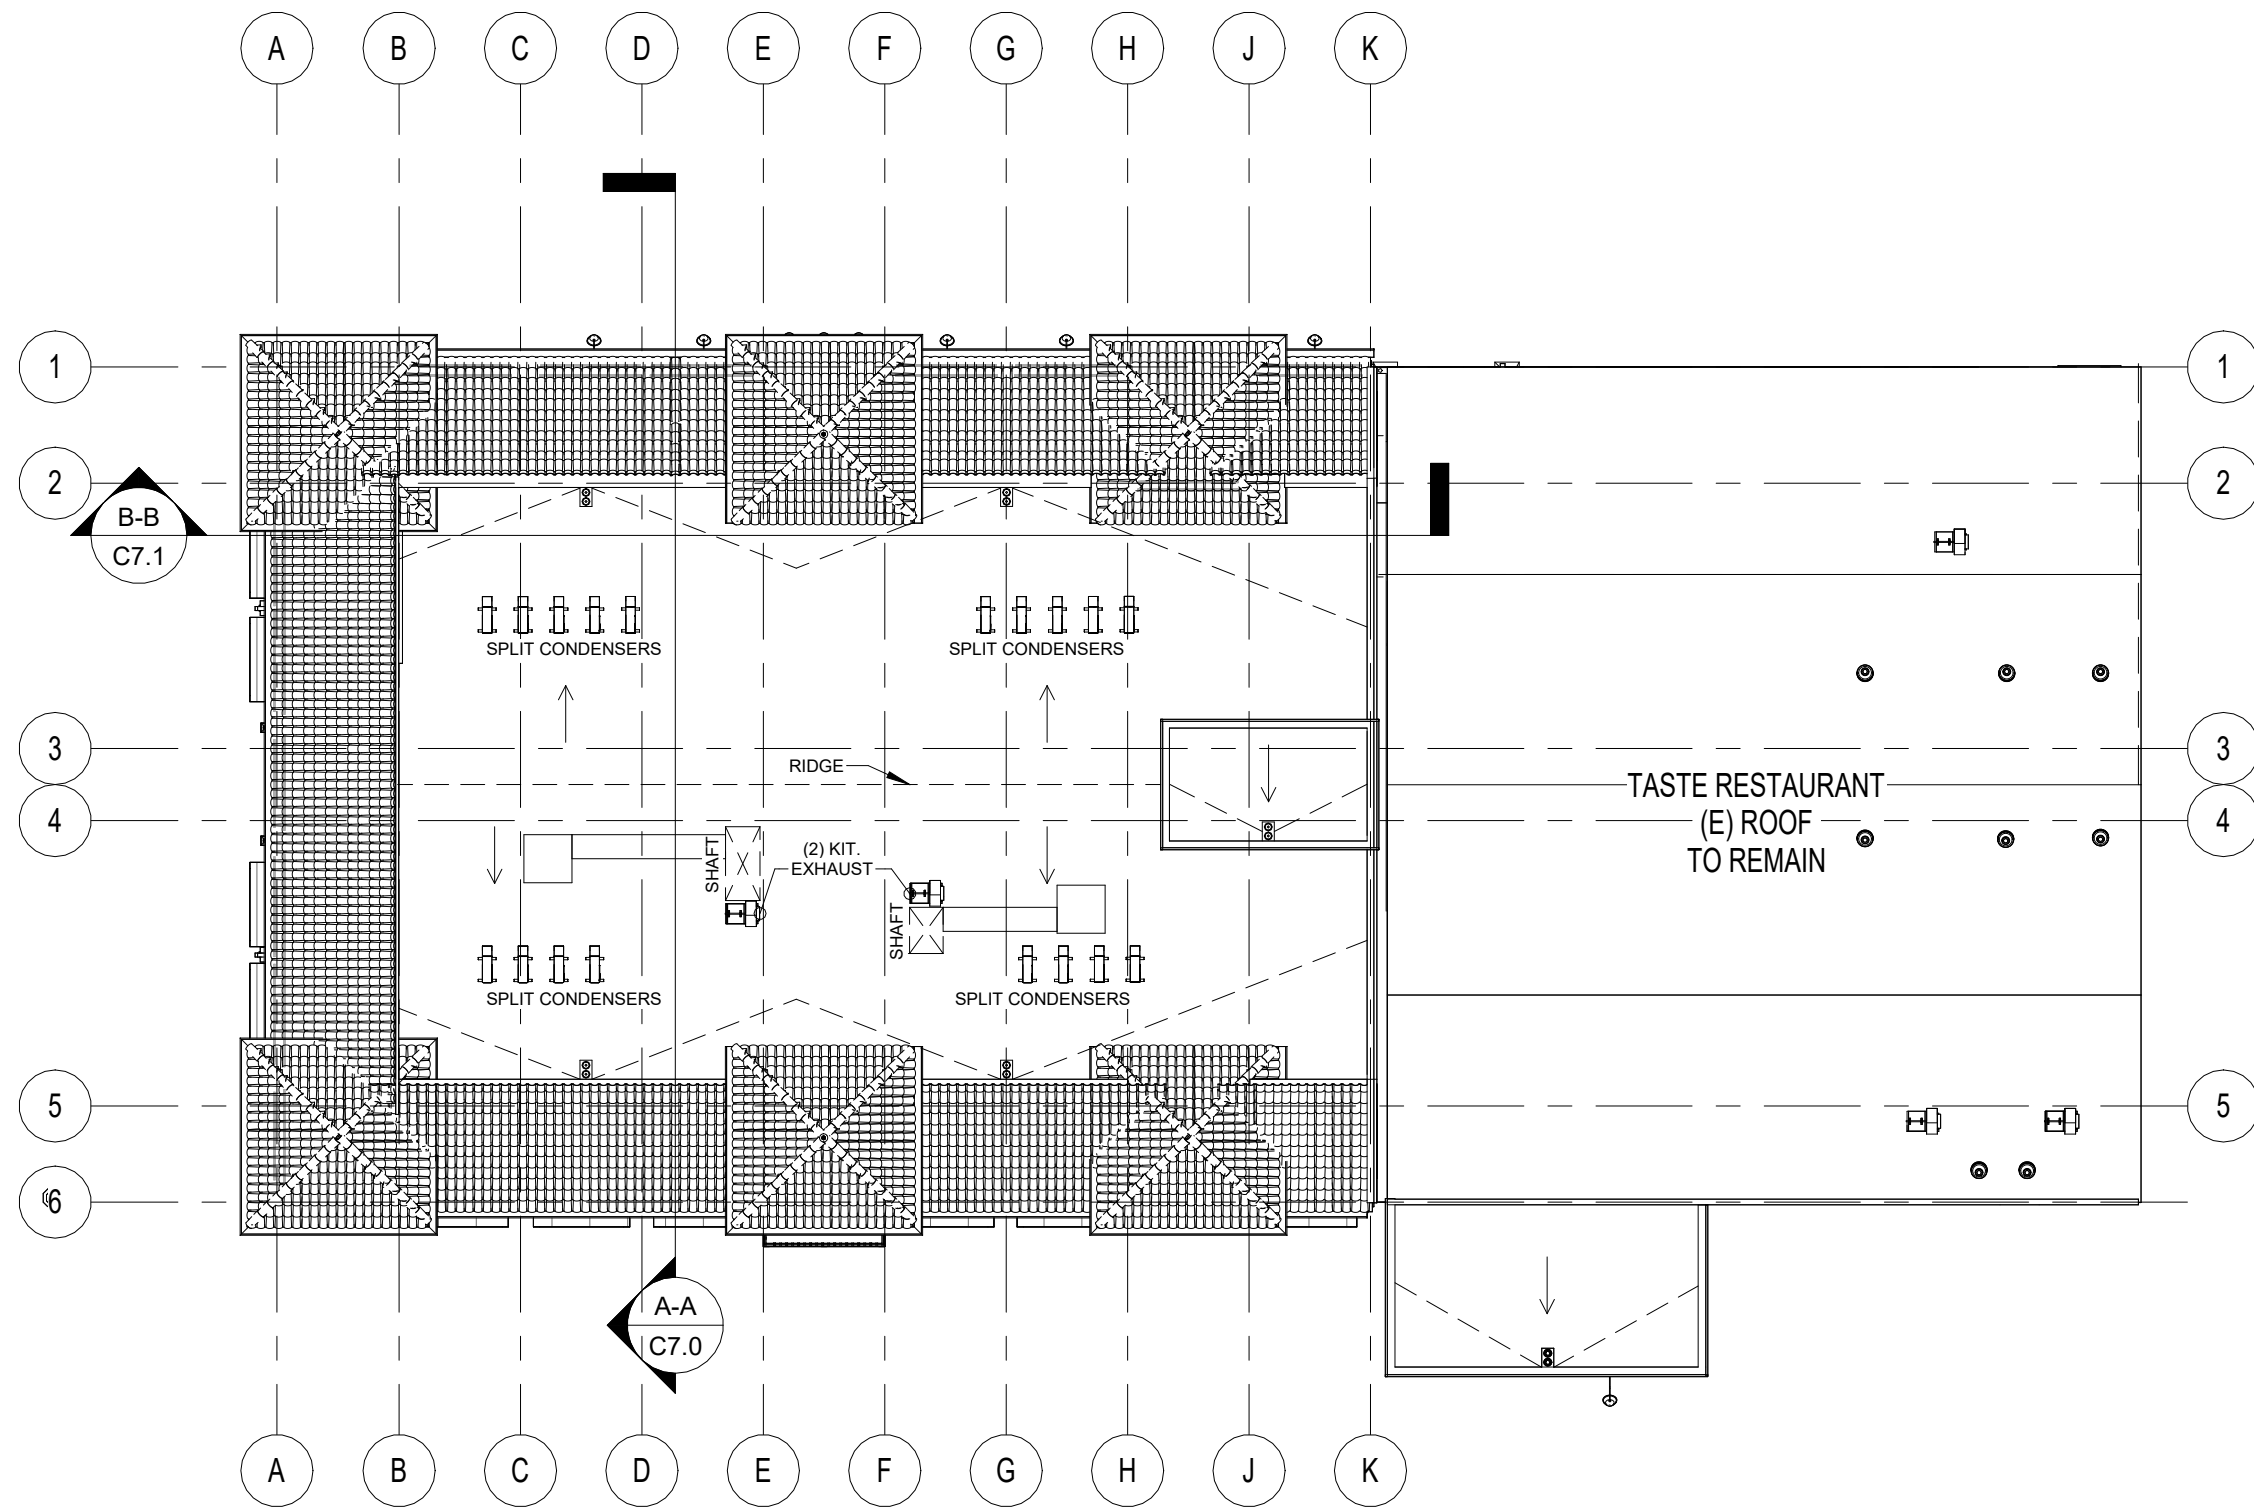 A B C D E F G H J K
1 1
2 2
B-B
C7.1
SPLIT CONDENSERS SPLIT CONDENSERS
3 3
RIDGE
TASTE RESTAURANT
(E) ROOF
TO REMAIN
4 4
SHAFT
(2) KIT.
EXHAUST
SHAFT
SPLIT CONDENSERS SPLIT CONDENSERS
5 5
6
A-A
C7.0
A B C D E F G H J K